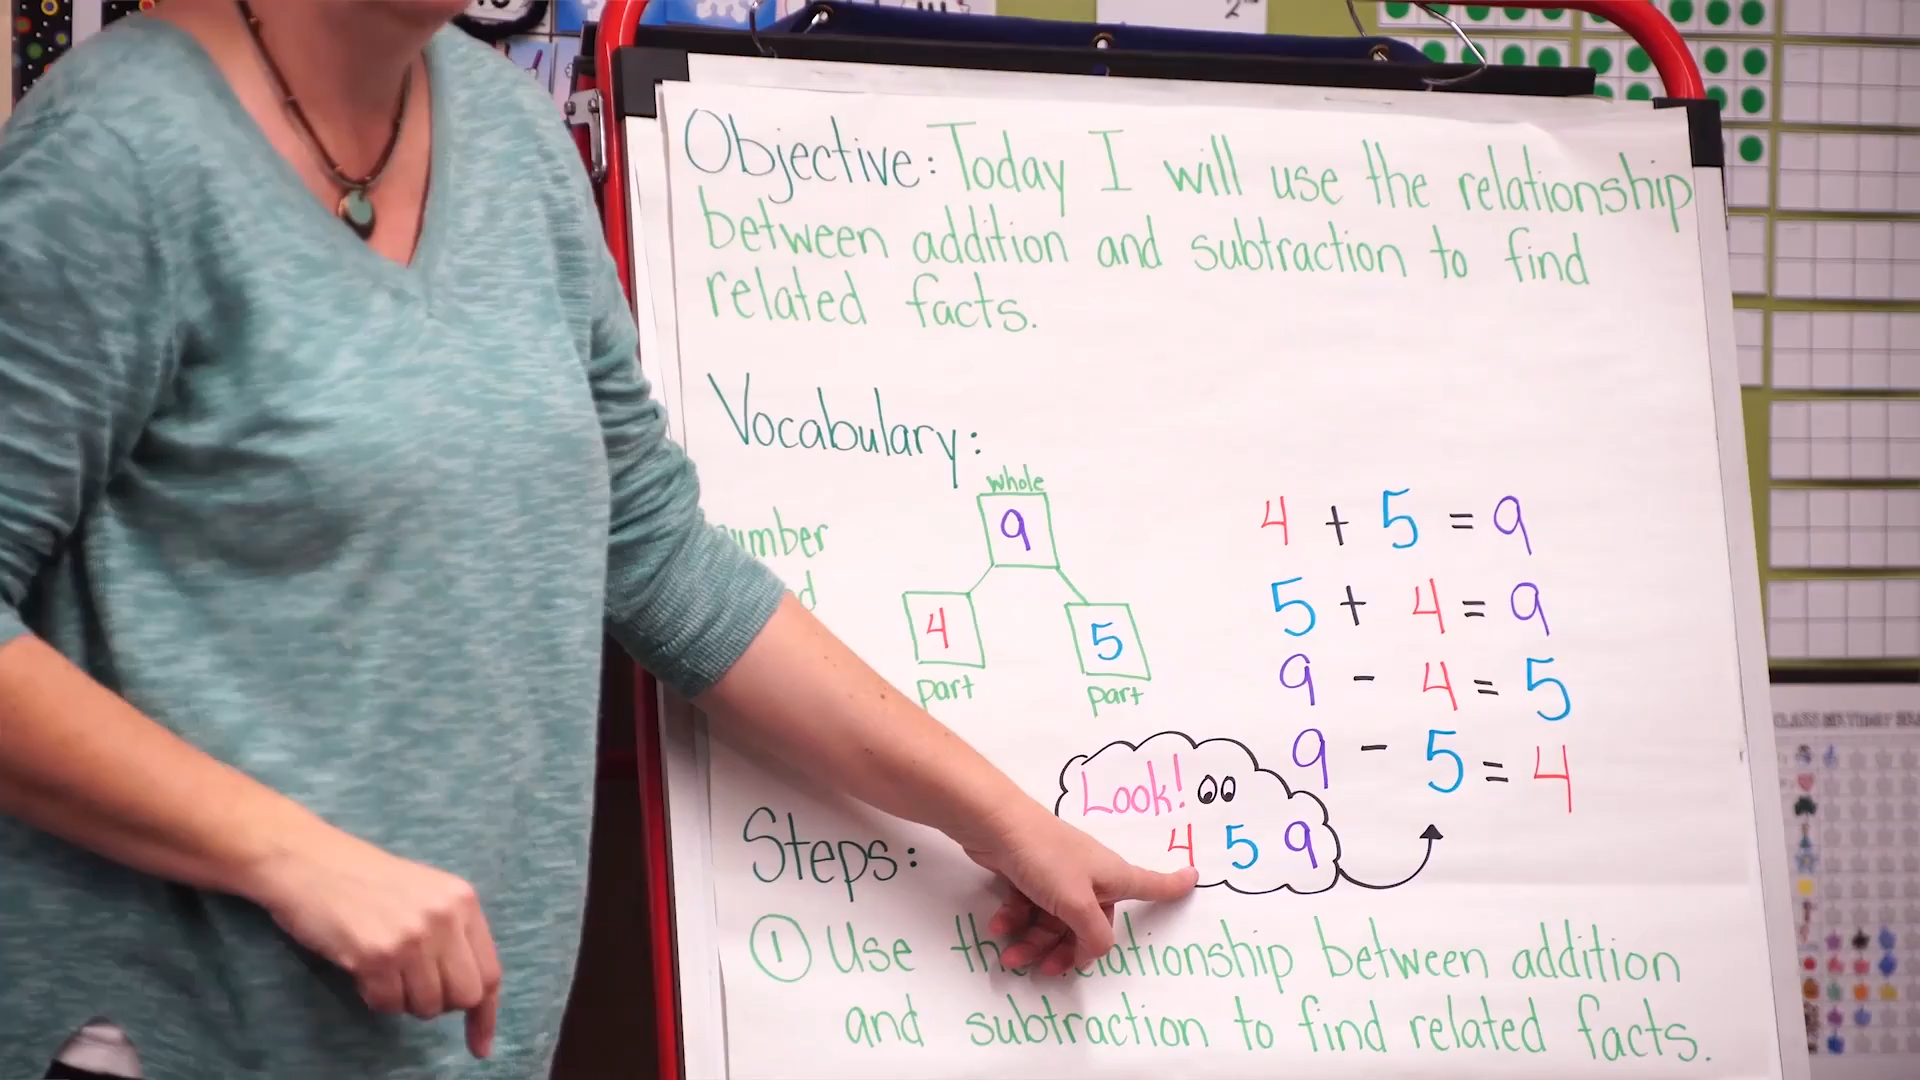 Objective: Today I will use the relationship
between addition and subtraction to find
related facts.
Vocabulary:
whole
9
4
5
part
part
4 + 5 = 9
5 + 4 = 9
9 - 4 = 5
9 - 5 = 4
Look!
4 5 9
Steps:
① Use relationship between addition
and subtraction to find related facts.